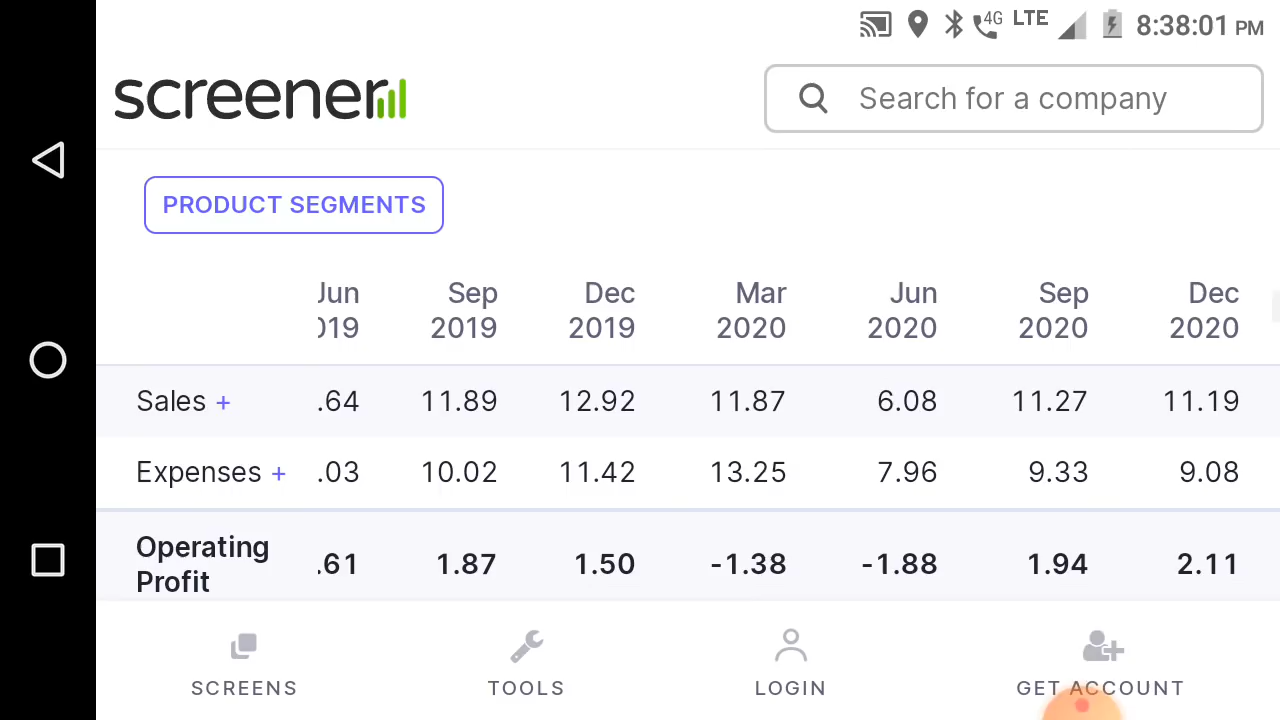 4G LTE 8:38:01 PM
screener
Search for a company
PRODUCT SEGMENTS
Jun Sep Dec Mar Jun Sep Dec
019 2019 2019 2020 2020 2020 2020
Sales + .64 11.89 12.92 11.87 6.08 11.27 11.19
Expenses + .03 10.02 11.42 13.25 7.96 9.33 9.08
Operating
Profit .61 1.87 1.50 -1.38 -1.88 1.94 2.11
SCREENS TOOLS LOGIN GET ACCOUNT